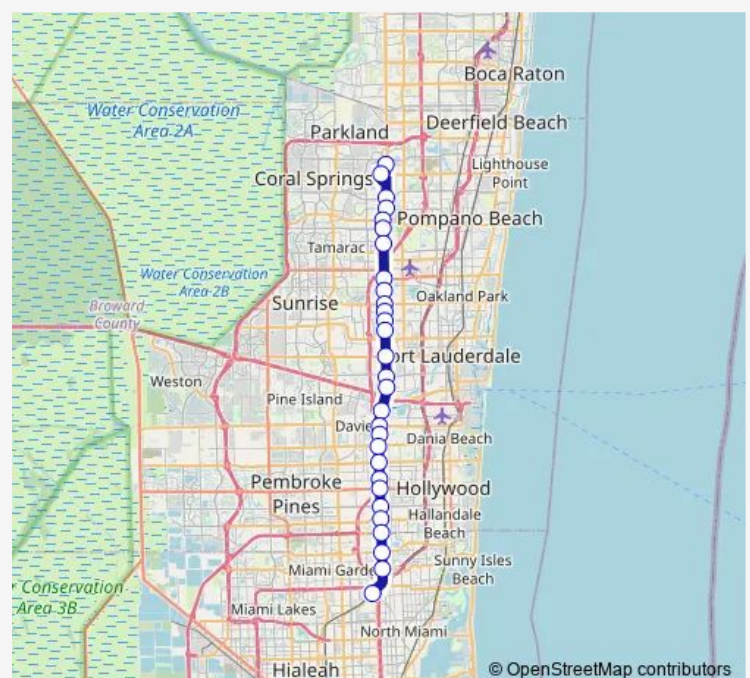 Boca Raton
Water Conservation
Area 2A
Deerfield Beach
Parkland
Lighthouse
Point
Coral Springs
Pompano Beach
Tamarac
Water Conservation
Area 2B
Oakland Park
Sunrise
Broward
County
ort Lauderdale
Weston
Pine Island
Davie
Dania Beach
Pembroke
Pines
Hollywood
Hallandale
Beach
Sunny Isles
Beach
Miami Garde
r Conservation
Area 3B
Miami Lakes
North Miami
Hialeah
© OpenStreetMap contributors